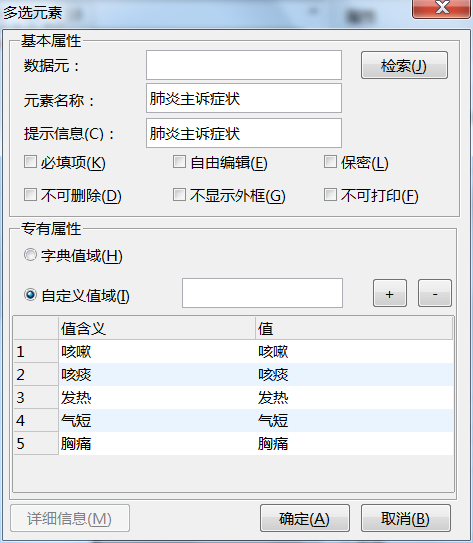 多选元素
基本属性
数据元： 检索(J)
元素名称： 肺炎主诉症状
提示信息(C)： 肺炎主诉症状
必填项(K) 自由编辑(E) 保密(L)
不可删除(D) 不显示外框(G) 不可打印(F)
专有属性
字典值域(H)
自定义值域(I) + -
值含义 值
1 咳嗽 咳嗽
2 咳痰 咳痰
3 发热 发热
4 气短 气短
5 胸痛 胸痛
详细信息(M) 确定(A) 取消(B)